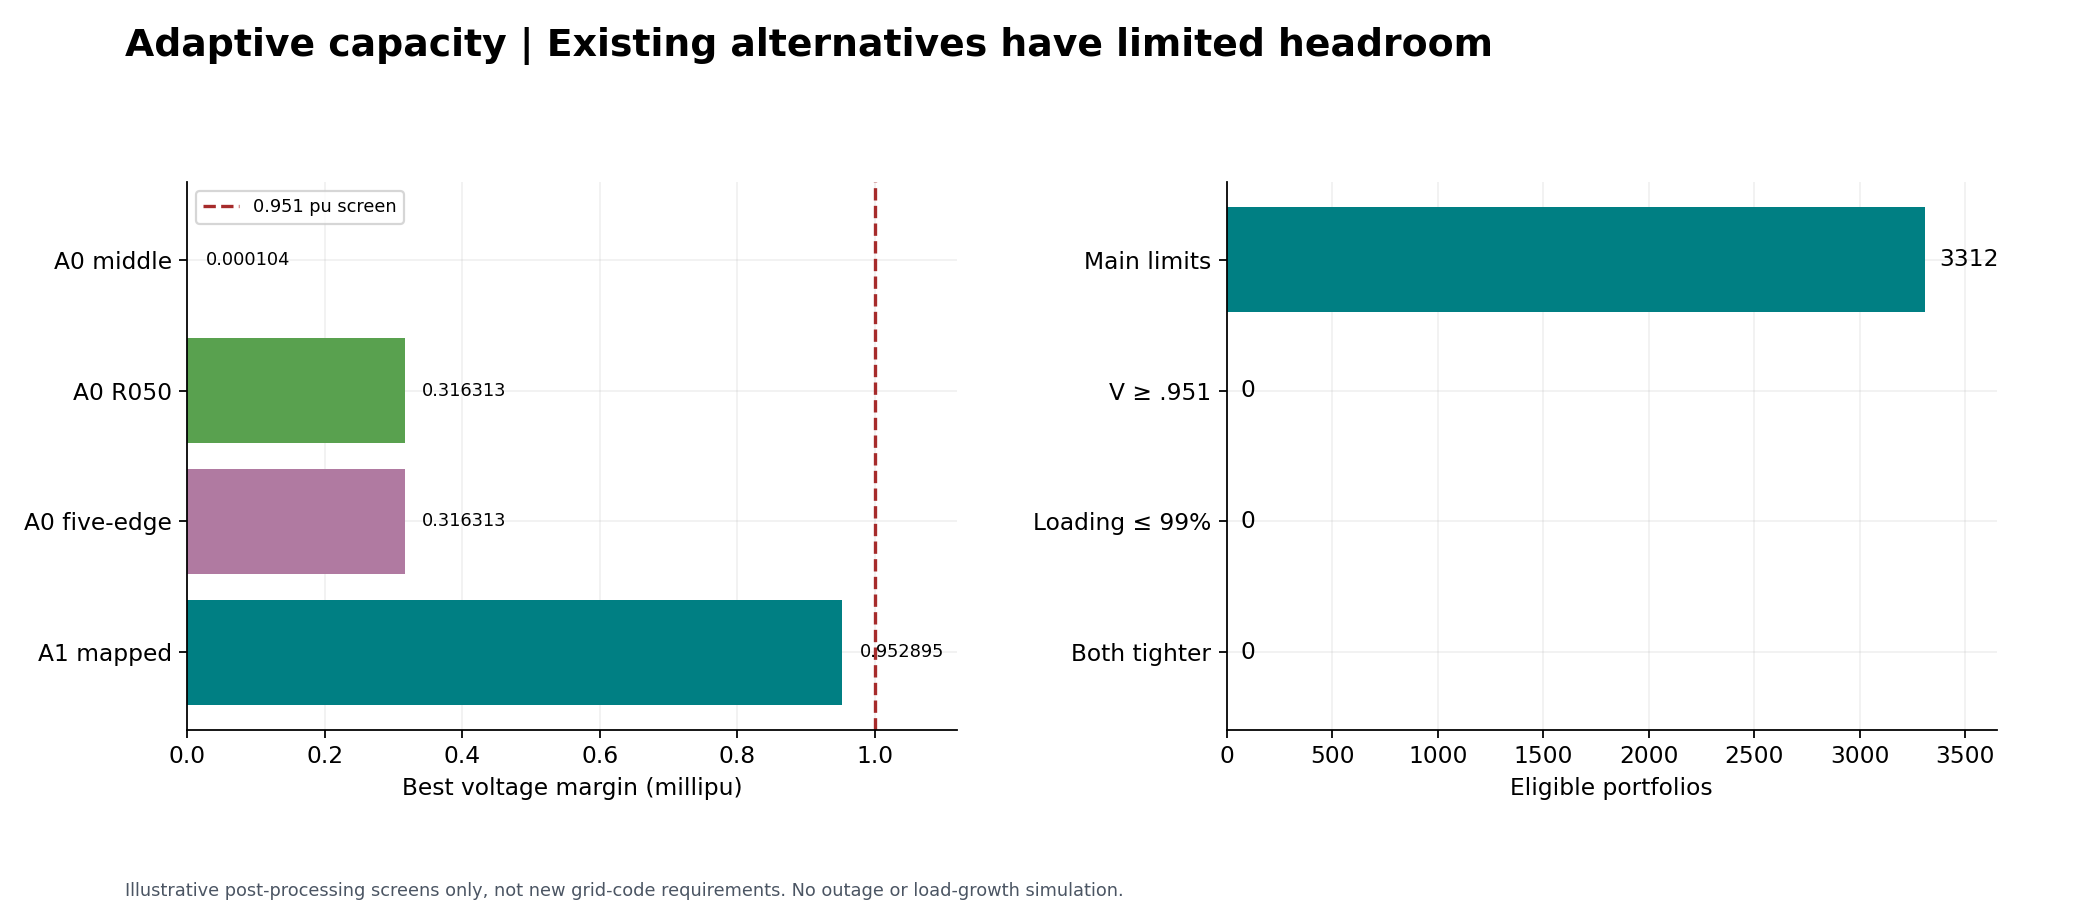 Adaptive capacity | Existing alternatives have limited headroom
0.951 pu screen
A0 middle
0.000104
A0 R050
0.316313
A0 five-edge
0.316313
A1 mapped
0.952895
0.0 0.2 0.4 0.6 0.8 1.0
Best voltage margin (millipu)
Main limits
3312
V ≥ .951
0
Loading ≤ 99%
0
Both tighter
0
0 500 1000 1500 2000 2500 3000 3500
Eligible portfolios
Illustrative post-processing screens only, not new grid-code requirements. No outage or load-growth simulation.